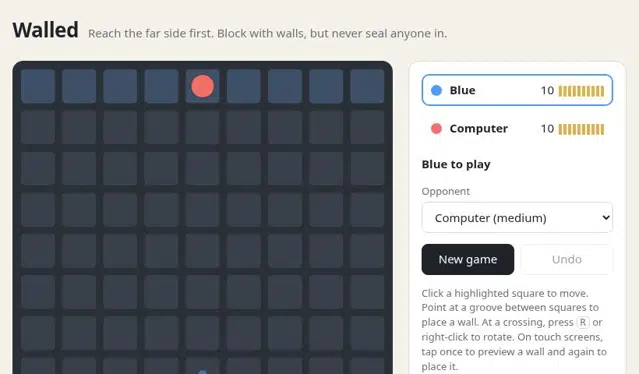 Walled Reach the far side first. Block with walls, but never seal anyone in.
Blue 10
Computer 10
Blue to play
Opponent
Computer (medium)
New game Undo
Click a highlighted square to move.
Point at a groove between squares to
place a wall. At a crossing, press R or
right-click to rotate. On touch screens,
tap once to preview a wall and again to
place it.